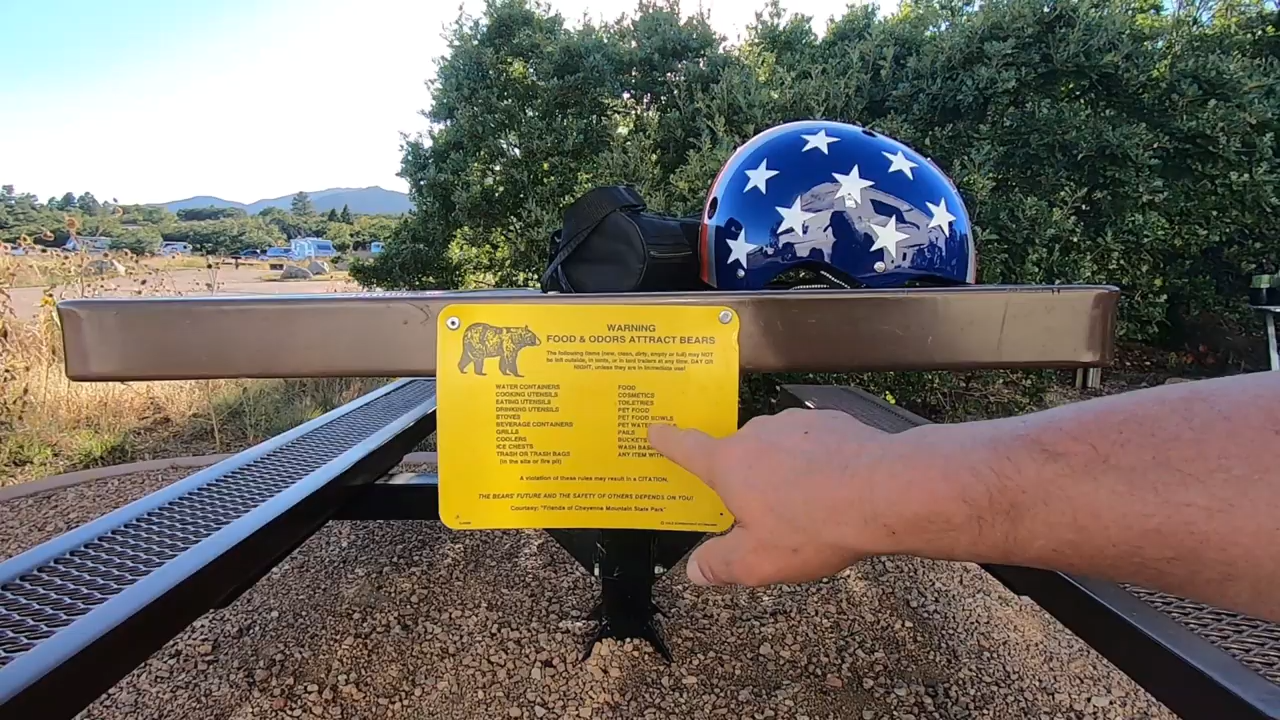 WARNING
FOOD & ODORS ATTRACT BEARS
The following items (new, clean, dirty, empty or full) may NOT
be left outside, in tents, or in tent trailers at any time, DAY OR
NIGHT, unless they are in immediate use!
WATER CONTAINERS
COOKING UTENSILS
EATING UTENSILS
DRINKING UTENSILS
STOVES
BEVERAGE CONTAINERS
GRILLS
COOLERS
ICE CHESTS
TRASH OR TRASH BAGS
(in the site or fire pit)
FOOD
COSMETICS
TOILETRIES
PET FOOD
PET FOOD BOWLS
PET WATER
PAILS
BUCKETS
WASH
ANY ITEM WITH
A violation of these rules may result in a CITATION.
THE BEARS' FUTURE AND THE SAFETY OF OTHERS DEPENDS ON YOU!
Courtesy: "Friends of Cheyenne Mountain State Park"